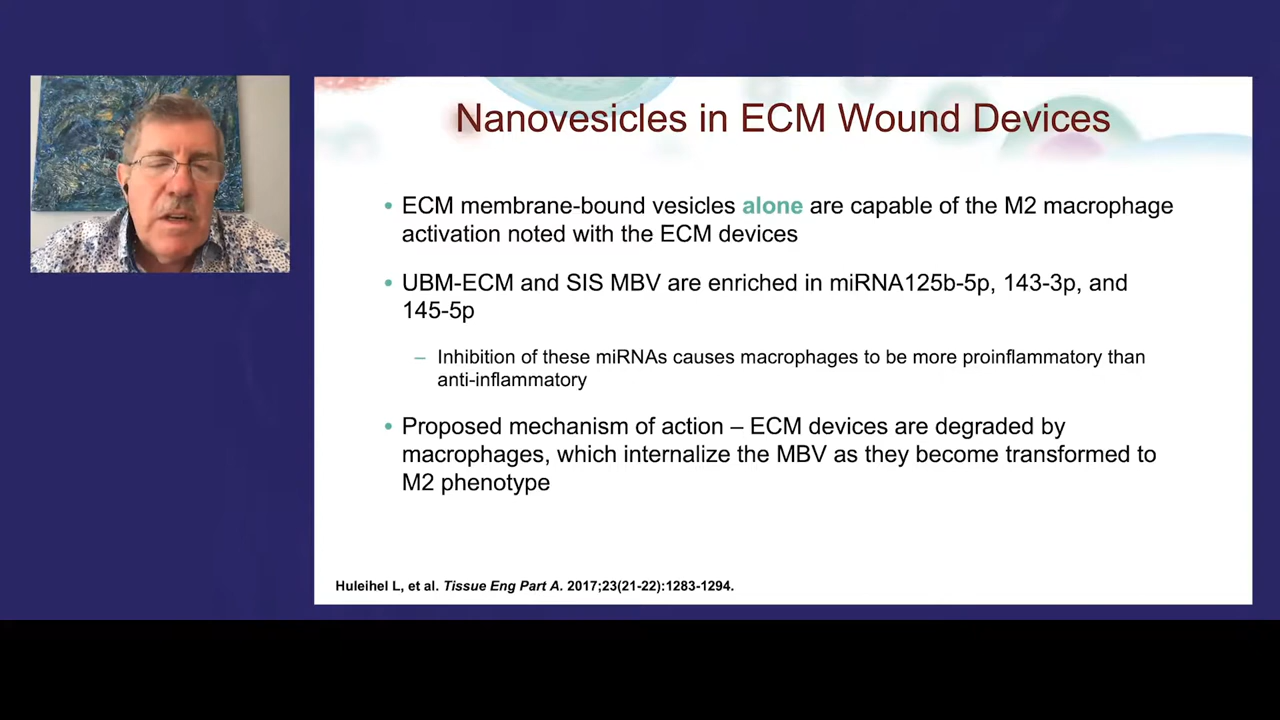 Nanovesicles in ECM Wound Devices
• ECM membrane-bound vesicles alone are capable of the M2 macrophage
activation noted with the ECM devices
• UBM-ECM and SIS MBV are enriched in miRNA125b-5p, 143-3p, and
145-5p
– Inhibition of these miRNAs causes macrophages to be more proinflammatory than
anti-inflammatory
• Proposed mechanism of action – ECM devices are degraded by
macrophages, which internalize the MBV as they become transformed to
M2 phenotype
Huleihel L, et al. Tissue Eng Part A. 2017;23(21-22):1283-1294.